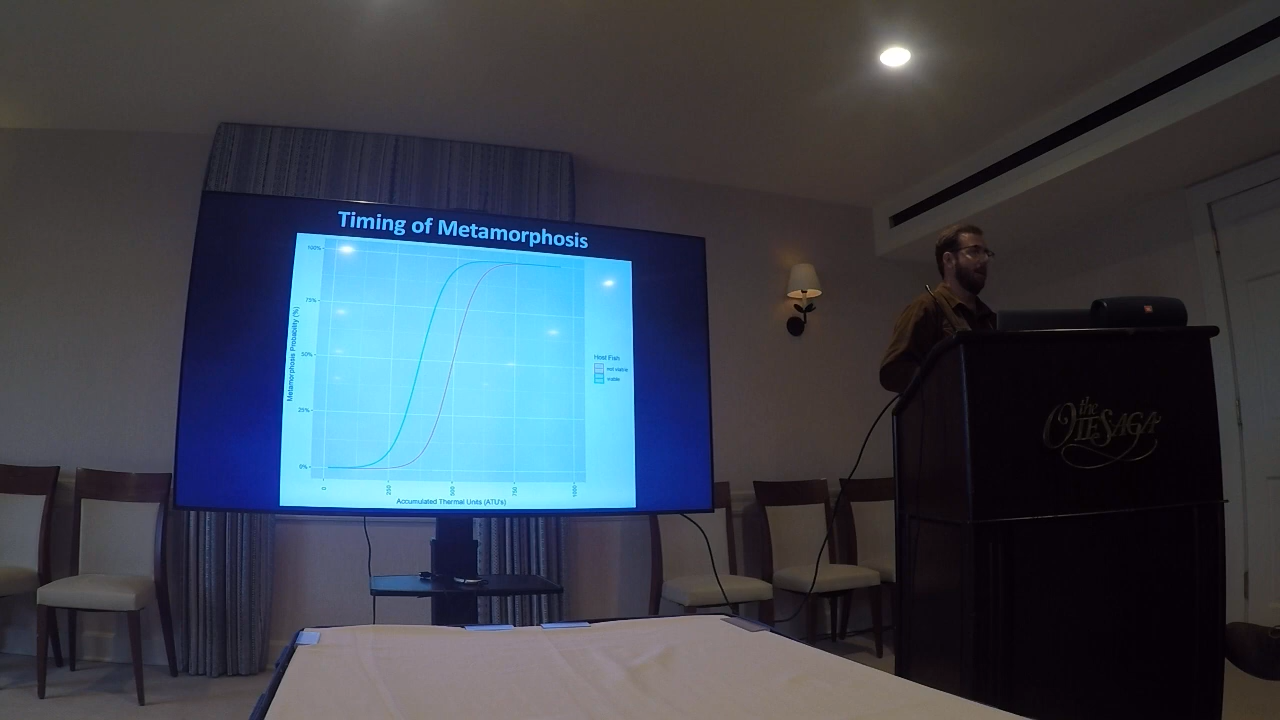 Timing of Metamorphosis
100%
75%
50%
25%
0%
Metamorphosis Probability (%)
0
250
500
750
1000
Accumulated Thermal Units (ATU's)
Host Fish
not viable
viable
JBL
the
OTESAGA